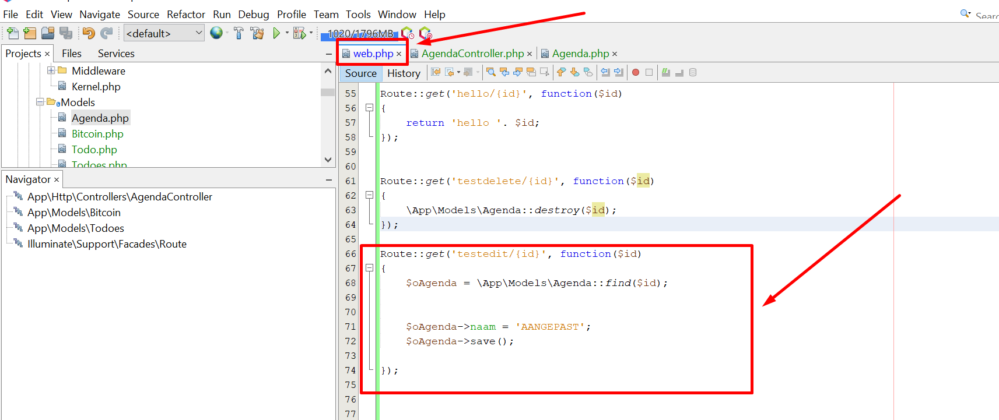 File Edit View Navigate Source Refactor Run Debug Profile Team Tools Window Help
<default>
1020/1796MB
Projects × Files Services
web.php × AgendaController.php × Agenda.php ×
Source History
Middleware
Kernel.php
Models
Agenda.php
Bitcoin.php
Todo.php
Todoes.php
Navigator ×
App\Http\Controllers\AgendaController
App\Models\Bitcoin
App\Models\Todoes
Illuminate\Support\Facades\Route
55 Route::get('hello/{id}', function($id)
56 {
57 return 'hello '. $id;
58 });
59
60
61 Route::get('testdelete/{id}', function($id)
62 {
63 \App\Models\Agenda::destroy($id);
64 });
65
66 Route::get('testedit/{id}', function($id)
67 {
68 $oAgenda = \App\Models\Agenda::find($id);
69
70
71 $oAgenda->naam = 'AANGEPAST';
72 $oAgenda->save();
73
74 });
75
76
77